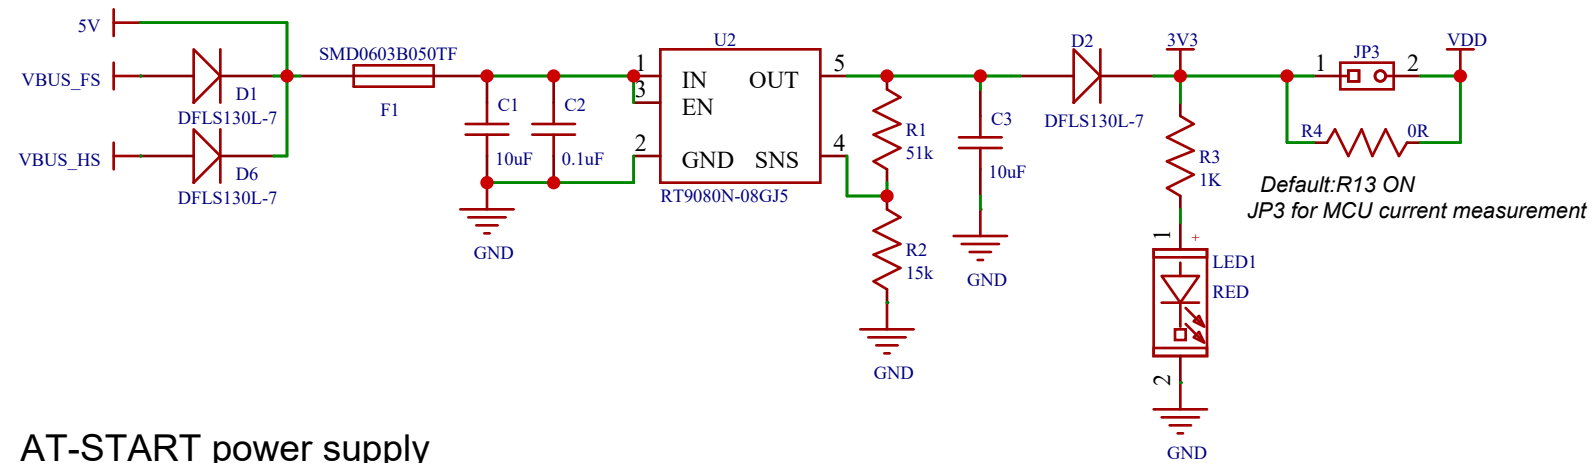 5V
VBUS_FS
D1
DFLS130L-7
VBUS_HS
D6
DFLS130L-7
SMD0603B050TF
F1
C1
10uF
C2
0.1uF
GND
U2
1
3
2
IN
EN
GND
OUT
SNS
5
4
RT9080N-08GJ5
R1
51k
R2
15k
GND
C3
10uF
GND
D2
DFLS130L-7
3V3
R3
1K
1
+
LED1
RED
2
GND
1
JP3
2
VDD
R4
0R
Default:R13 ON
JP3 for MCU current measurement
AT-START power supply